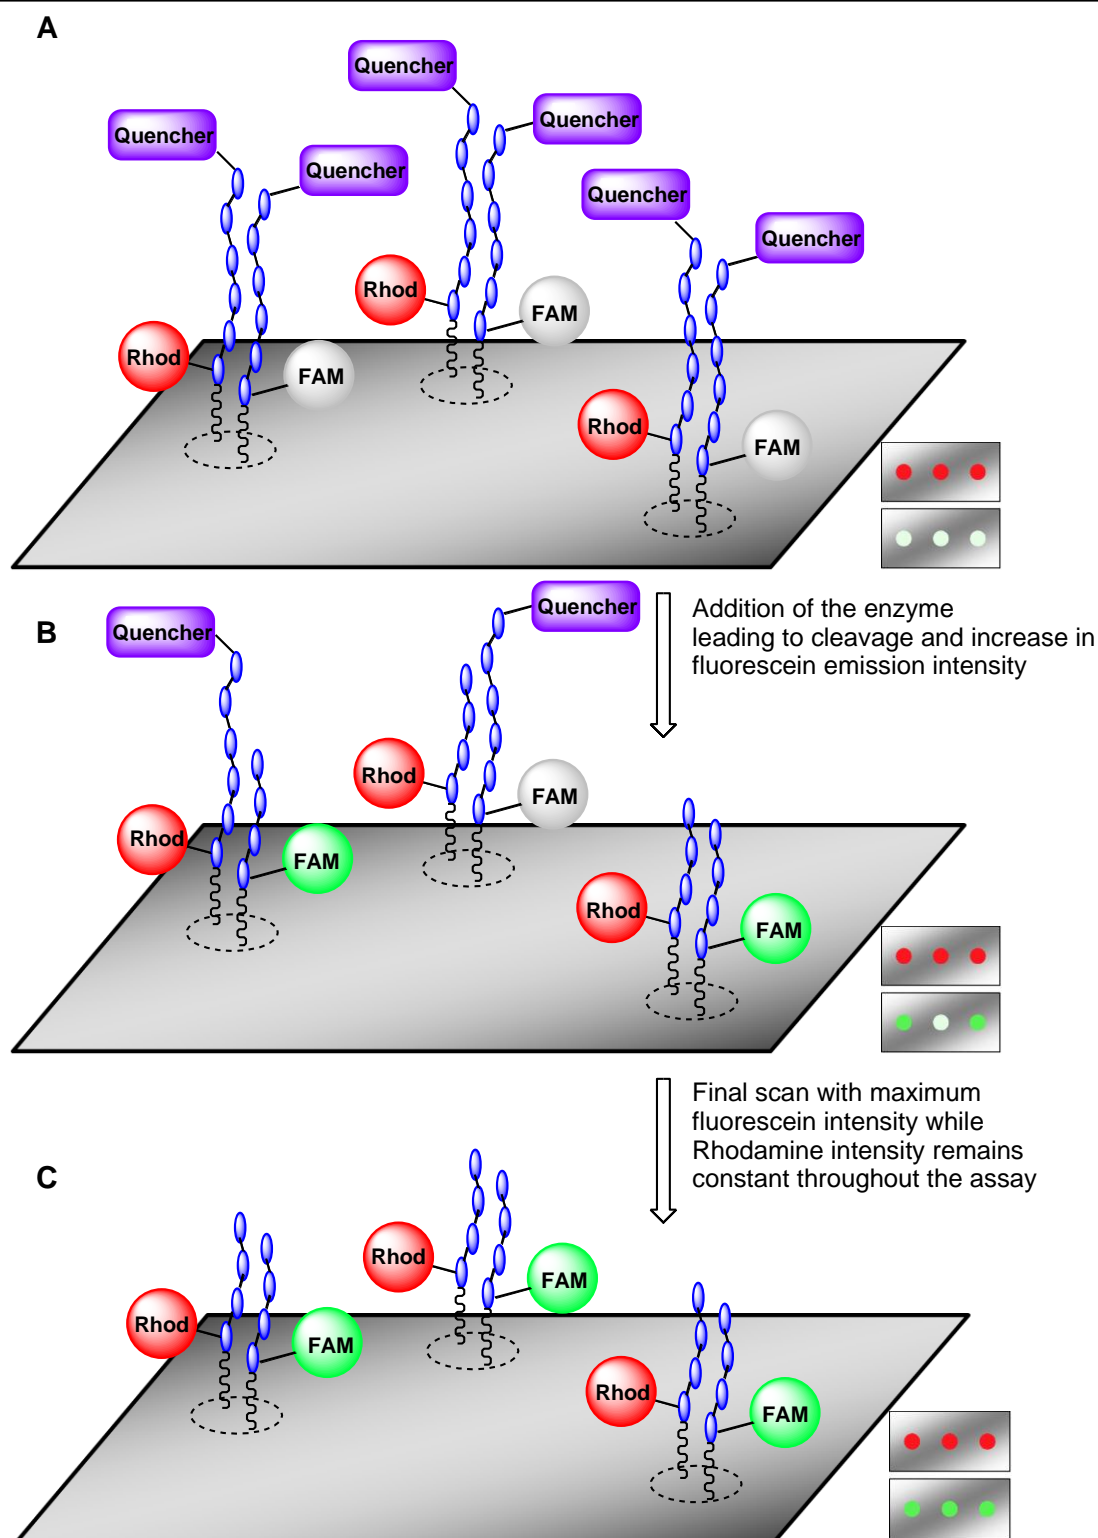 A
Quencher
Quencher
Quencher
Quencher
Quencher
Quencher
Rhod
FAM
Rhod
FAM
Rhod
FAM
Addition of the enzyme
leading to cleavage and increase in
fluorescein emission intensity
B
Quencher
Quencher
Rhod
FAM
Rhod
FAM
Rhod
FAM
Final scan with maximum
fluorescein intensity while
Rhodamine intensity remains
constant throughout the assay
C
Rhod
FAM
Rhod
FAM
Rhod
FAM